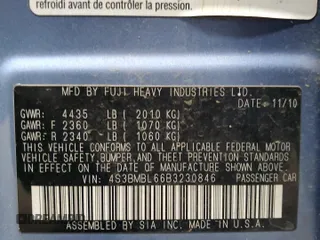 avant de contrôler la pression.
MFD BY FUJI HEAVY INDUSTRIES LTD.
DATE 11/10
GVWR: 4435 LB ( 2010 KG)
GAWR: F 2360 LB ( 1070 KG)
GAWR: R 2340 LB ( 1060 KG)
THIS VEHICLE CONFORMS TO ALL APPLICABLE FEDERAL MOTOR
VEHICLE SAFETY, BUMPER, AND THEFT PREVENTION STANDARDS
IN EFFECT ON THE DATE OF MANUFACTURE SHOWN ABOVE.
VIN: 4S3BMBL66B3230846 PASSENGER CAR
ASSEMBLED BY SIA INC. MADE IN U.S.A.